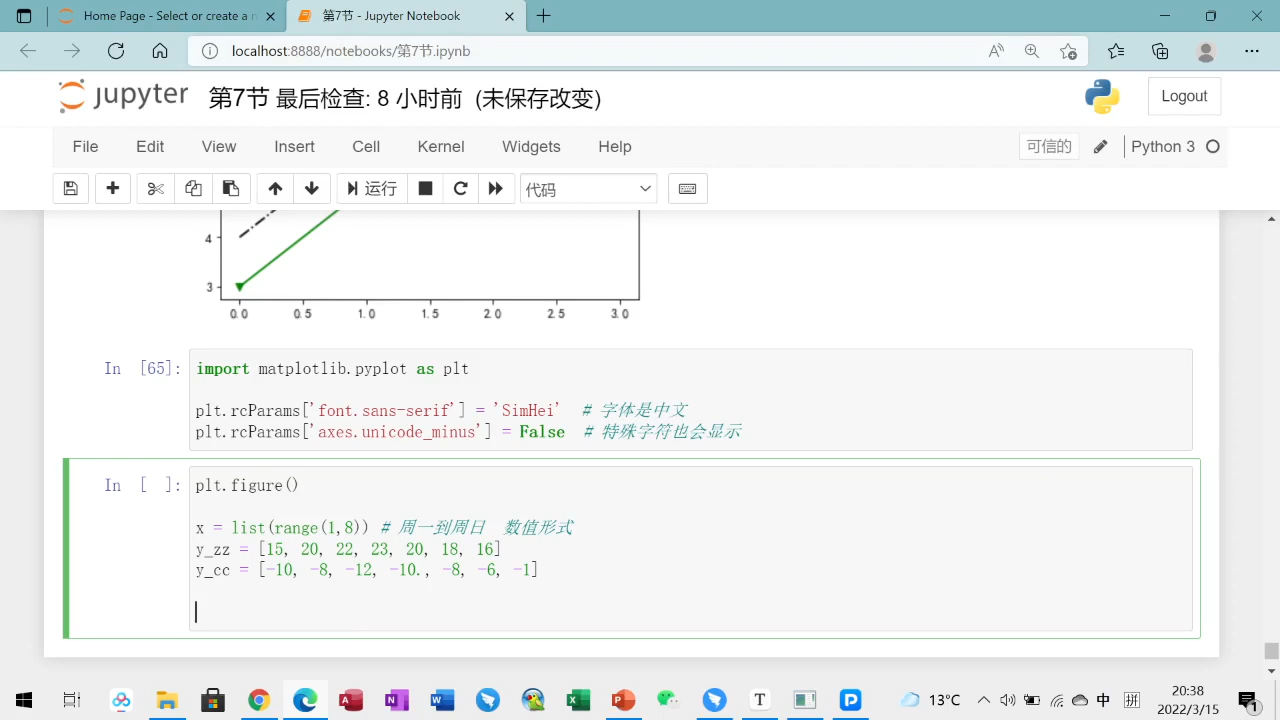 Home Page - or create a n
第7节 - Jupyter Notebook
localhost:8888/notebooks/第7节.ipynb
jupyter 第7节 最后检查: 8 小时前 (未保存改变)
Logout
File Edit View Insert Cell Kernel Widgets Help
可信的
Python 3
运行
代码
4
3
0.0 0.5 1.0 1.5 2.0 2.5 3.0
In [65]:
import matplotlib.pyplot as plt
plt.rcParams['font.sans-serif'] = 'SimHei' # 字体是中文
plt.rcParams['axes.unicode_minus'] = False # 特殊字符也会显示
In [ ]:
plt.figure()
x = list(range(1,8)) # 周一到周日 数值形式
y_zz = [15, 20, 22, 23, 20, 18, 16]
y_cc = [-10, -8, -12, -10., -8, -6, -1]
13°C
中
拼
20:38
2022/3/15
1